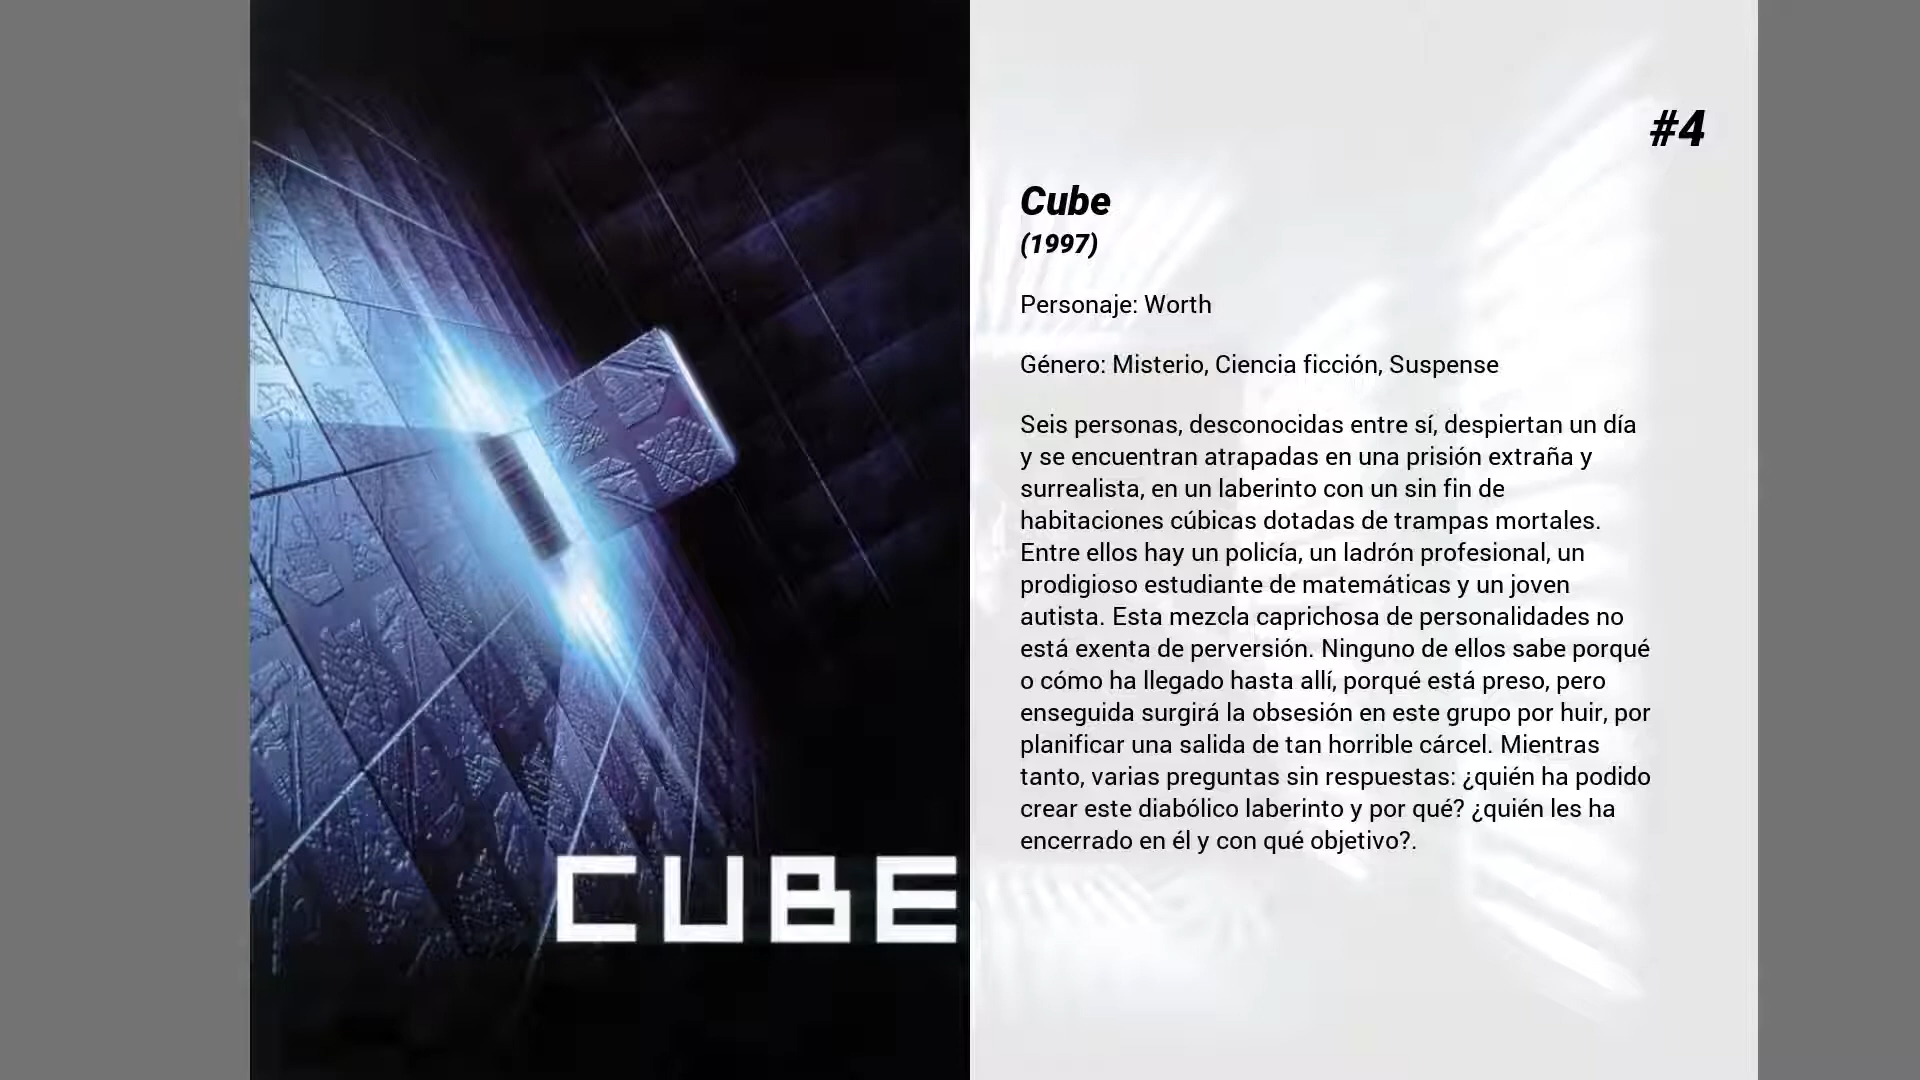 CUBE
#4
Cube
(1997)
Personaje: Worth
Género: Misterio, Ciencia ficción, Suspense
Seis personas, desconocidas entre sí, despiertan un día
y se encuentran atrapadas en una prisión extraña y
surrealista, en un laberinto con un sin fin de
habitaciones cúbicas dotadas de trampas mortales.
Entre ellos hay un policía, un ladrón profesional, un
prodigioso estudiante de matemáticas y un joven
autista. Esta mezcla caprichosa de personalidades no
está exenta de perversión. Ninguno de ellos sabe porqué
o cómo ha llegado hasta allí, porqué está preso, pero
enseguida surgirá la obsesión en este grupo por huir, por
planificar una salida de tan horrible cárcel. Mientras
tanto, varias preguntas sin respuestas: ¿quién ha podido
crear este diabólico laberinto y por qué? ¿quién les ha
encerrado en él y con qué objetivo?.